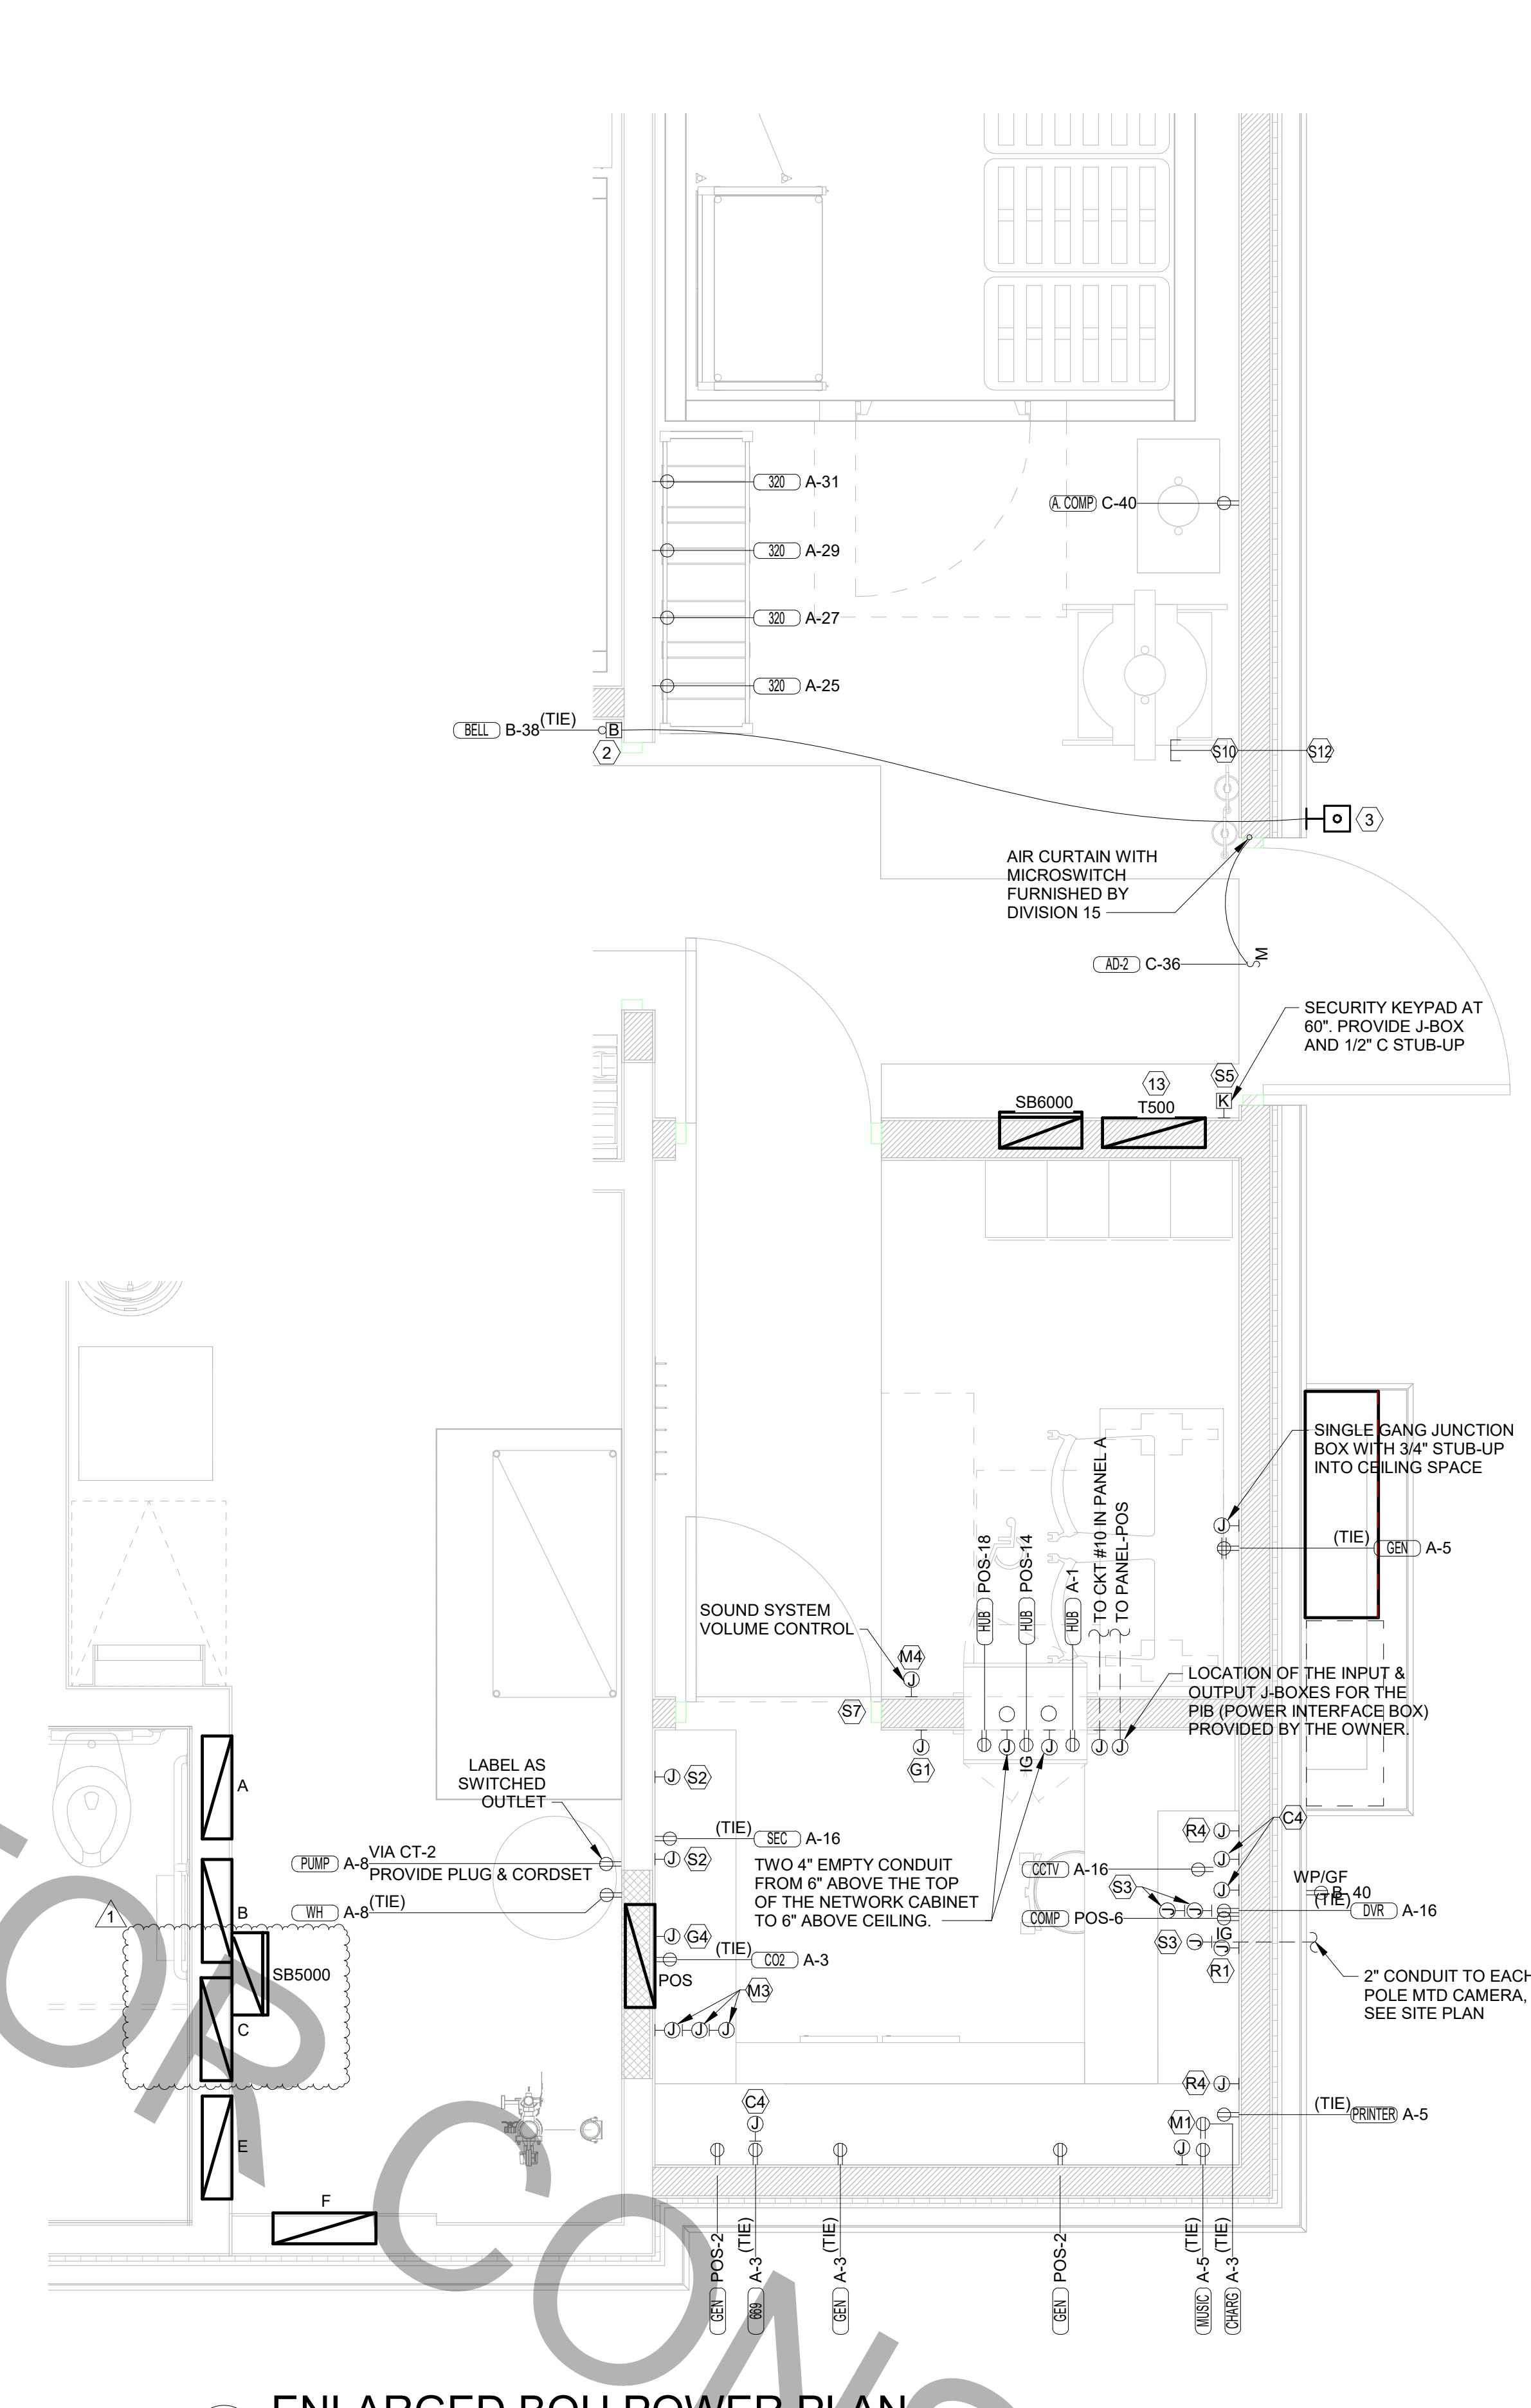 320 A-31
A. COMP C-40
320 A-29
320 A-27
320 A-25
BELL B-38 (TIE)
B
2
S10 S12
3
AIR CURTAIN WITH
MICROSWITCH
FURNISHED BY
DIVISION 15
M
AD-2 C-36
SECURITY KEYPAD AT
60". PROVIDE J-BOX
AND 1/2" C STUB-UP
S5
K
13
SB6000
T500
SINGLE GANG JUNCTION
BOX WITH 3/4" STUB-UP
INTO CEILING SPACE
J
(TIE)
GEN A-5
HUB POS-18
HUB POS-14
HUB A-1
TO CKT #10 IN PANEL A
TO PANEL-POS
SOUND SYSTEM
VOLUME CONTROL
M4
J
S7
LOCATION OF THE INPUT &
OUTPUT J-BOXES FOR THE
PIB (POWER INTERFACE BOX)
PROVIDED BY THE OWNER.
J
G1
J
IG
J
J
J
LABEL AS
SWITCHED
OUTLET
J S2
A
(TIE)
SEC A-16
J S2
VIA CT-2
PUMP A-8
PROVIDE PLUG & CORDSET
WH A-8 (TIE)
TWO 4" EMPTY CONDUIT
FROM 6" ABOVE THE TOP
OF THE NETWORK CABINET
TO 6" ABOVE CEILING.
C4
R4 J
J
CCTV A-16
J
S3
J J
WP/GF
B-40
(TIE)
DVR A-16
COMP POS-6
IG
S3 J J
R1
1
B
SB5000
C
J G4
(TIE)
CO2 A-3
POS
M3
J J J
2" CONDUIT TO EACH
POLE MTD CAMERA,
SEE SITE PLAN
C4
J
R4 J
M1
(TIE)
PRINTER A-5
J
E
F
GEN POS-2
669 A-3 (TIE)
GEN A-3 (TIE)
GEN POS-2
MUSIC A-5 (TIE)
CHARG A-3 (TIE)
OR CON
ENLARGED BOH POWER PLAN